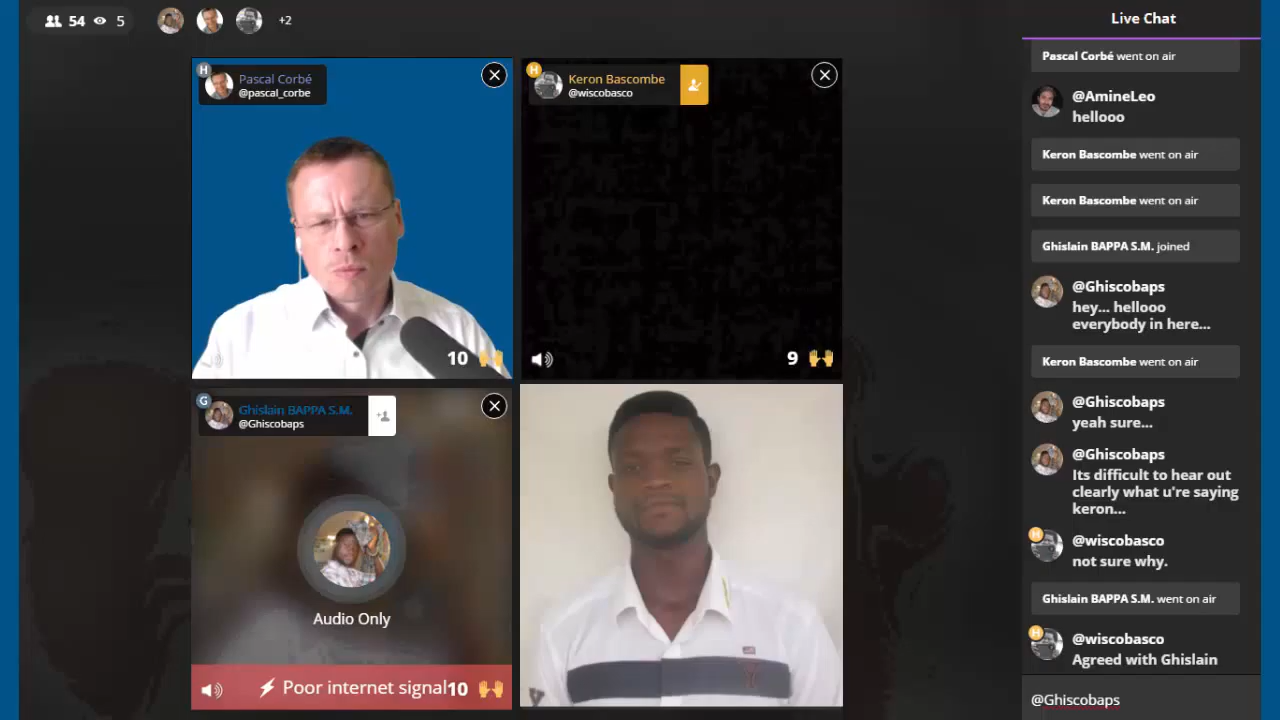 54 5 +2
Live Chat
H Pascal Corbé
@pascal_corbe
10
H Keron Bascombe
@wiscobasco
9
G Ghislain BAPPA S.M.
@Ghiscobaps
Audio Only
Poor internet signal 10
Pascal Corbé went on air
@AmineLeo
hellooo
Keron Bascombe went on air
Keron Bascombe went on air
Ghislain BAPPA S.M. joined
@Ghiscobaps
hey... hellooo
everybody in here...
Keron Bascombe went on air
@Ghiscobaps
yeah sure...
@Ghiscobaps
Its difficult to hear out
clearly what u're saying
keron...
H @wiscobasco
not sure why.
Ghislain BAPPA S.M. went on air
H @wiscobasco
Agreed with Ghislain
@Ghiscobaps